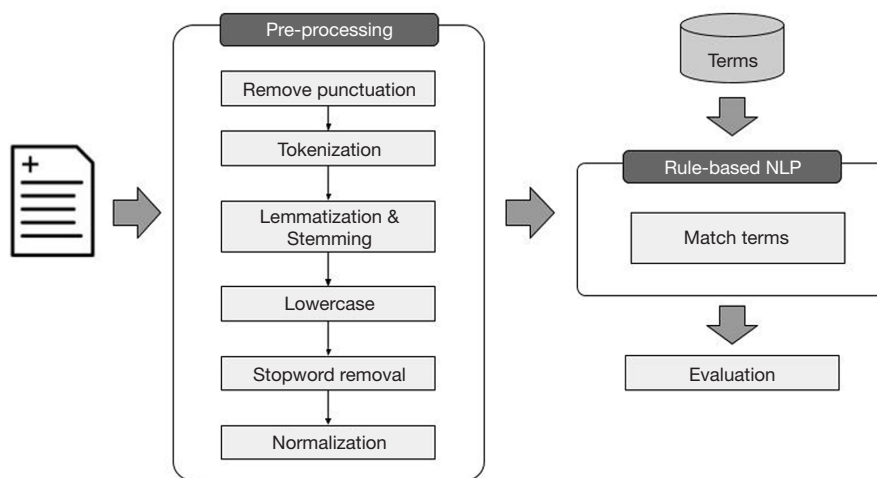 Pre-processing
Remove punctuation
Tokenization
Lemmatization &
Stemming
Lowercase
Stopword removal
Normalization
Terms
Rule-based NLP
Match terms
Evaluation